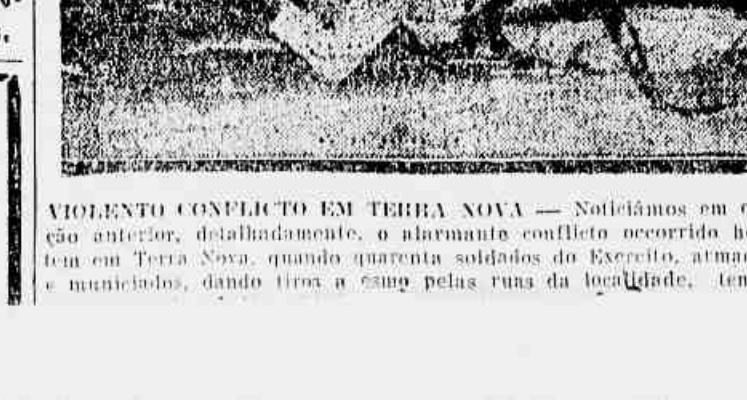 VIOLENTO CONFLICTO EM TERRA NOVA — Noticiámos em
ção anterior, detalhadamente, o alarmante conflicto occorrido
tem em Terra Nova, quando quarenta soldados do Exercito,
e municiados, dando tiros a esmo pelas ruas da localidade,